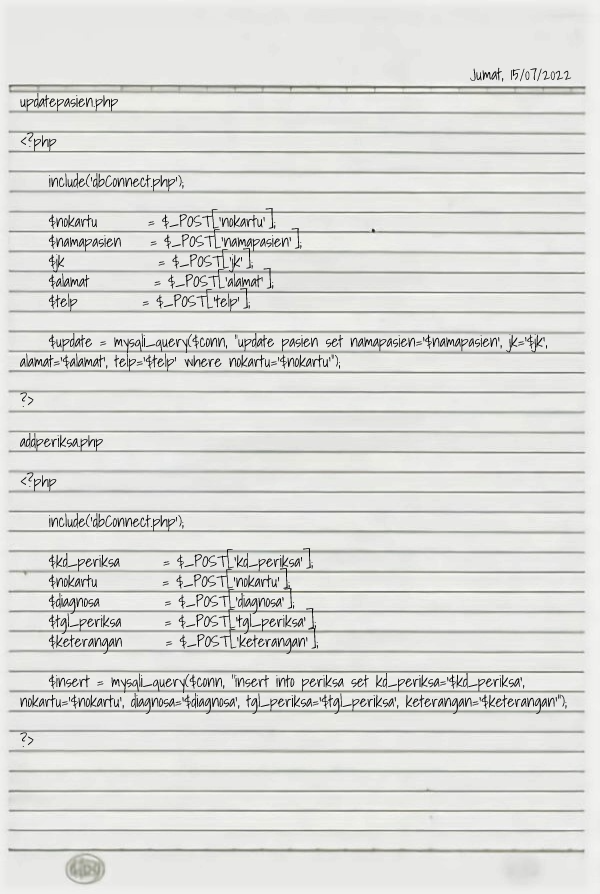 Jumat, 15/07/2022
updatepasien.php
<?php
include('dbConnect.php');
$nokartu = $_POST['nokartu'];
$namapasien = $_POST['namapasien'];
$jk = $_POST['jk'];
$alamat = $_POST['alamat'];
$telp = $_POST['telp'];
$update = mysqli_query($conn, "update pasien set namapasien='$namapasien', jk='$jk',
alamat='$alamat', telp='$telp' where nokartu='$nokartu'");
?>
addperiksa.php
<?php
include('dbConnect.php');
$kd_periksa = $_POST['kd_periksa'];
$nokartu = $_POST['nokartu'];
$diagnosa = $_POST['diagnosa'];
$tgl_periksa = $_POST['tgl_periksa'];
$keterangan = $_POST['keterangan'];
$insert = mysqli_query($conn, "insert into periksa set kd_periksa='$kd_periksa',
nokartu='$nokartu', diagnosa='$diagnosa', tgl_periksa='$tgl_periksa', keterangan='$keterangan'");
?>